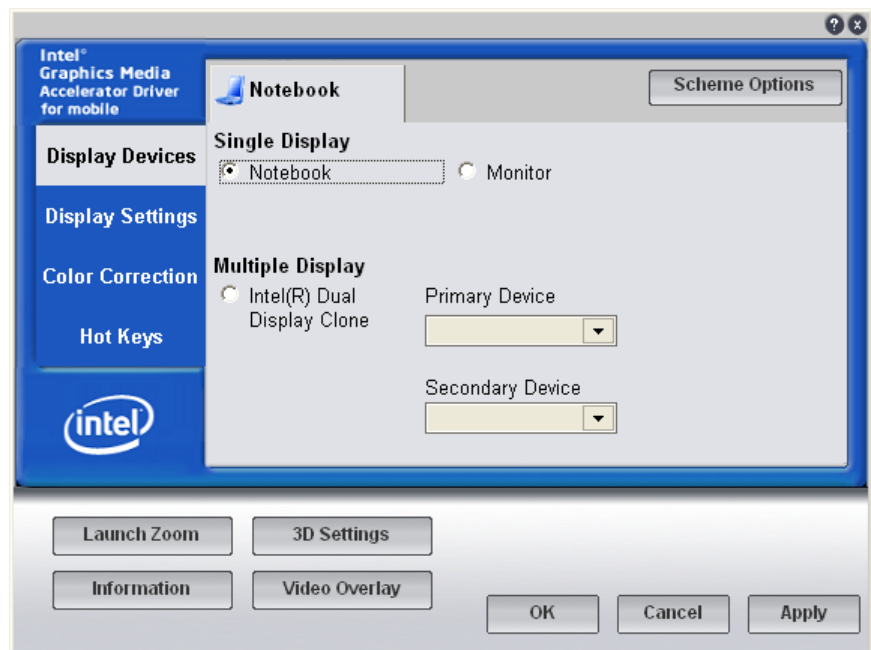 Intel®
Graphics Media
Accelerator Driver
for mobile
Notebook
Scheme Options
Display Devices
Display Settings
Color Correction
Hot Keys
intel
Single Display
Notebook
Monitor
Multiple Display
Intel(R) Dual
Display Clone
Primary Device
Secondary Device
Launch Zoom
3D Settings
Information
Video Overlay
OK
Cancel
Apply